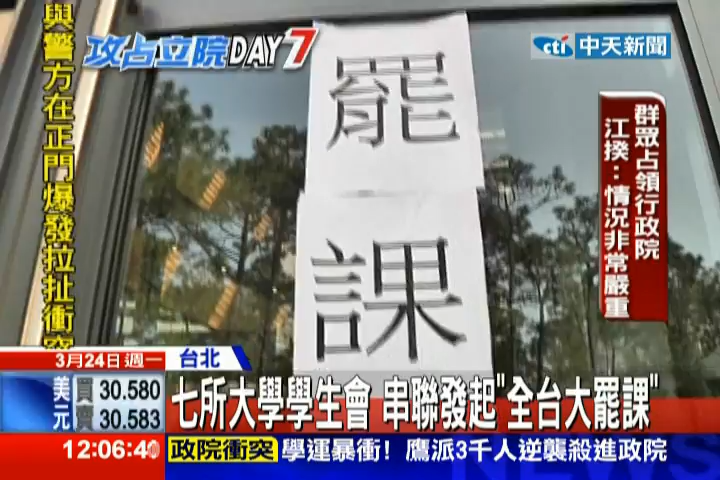 與警方在正門爆發拉扯衝突
攻占立院DAY7
罷
課
cti 中天新聞
群眾占領行政院
江揆：情況非常嚴重
3月24日 週一
台北
美元 買 30.580
賣 30.583
七所大學學生會 串聯發起"全台大罷課"
12:06:40
政院衝突 學運暴衝！鷹派3千人逆襲殺進政院
NEWS